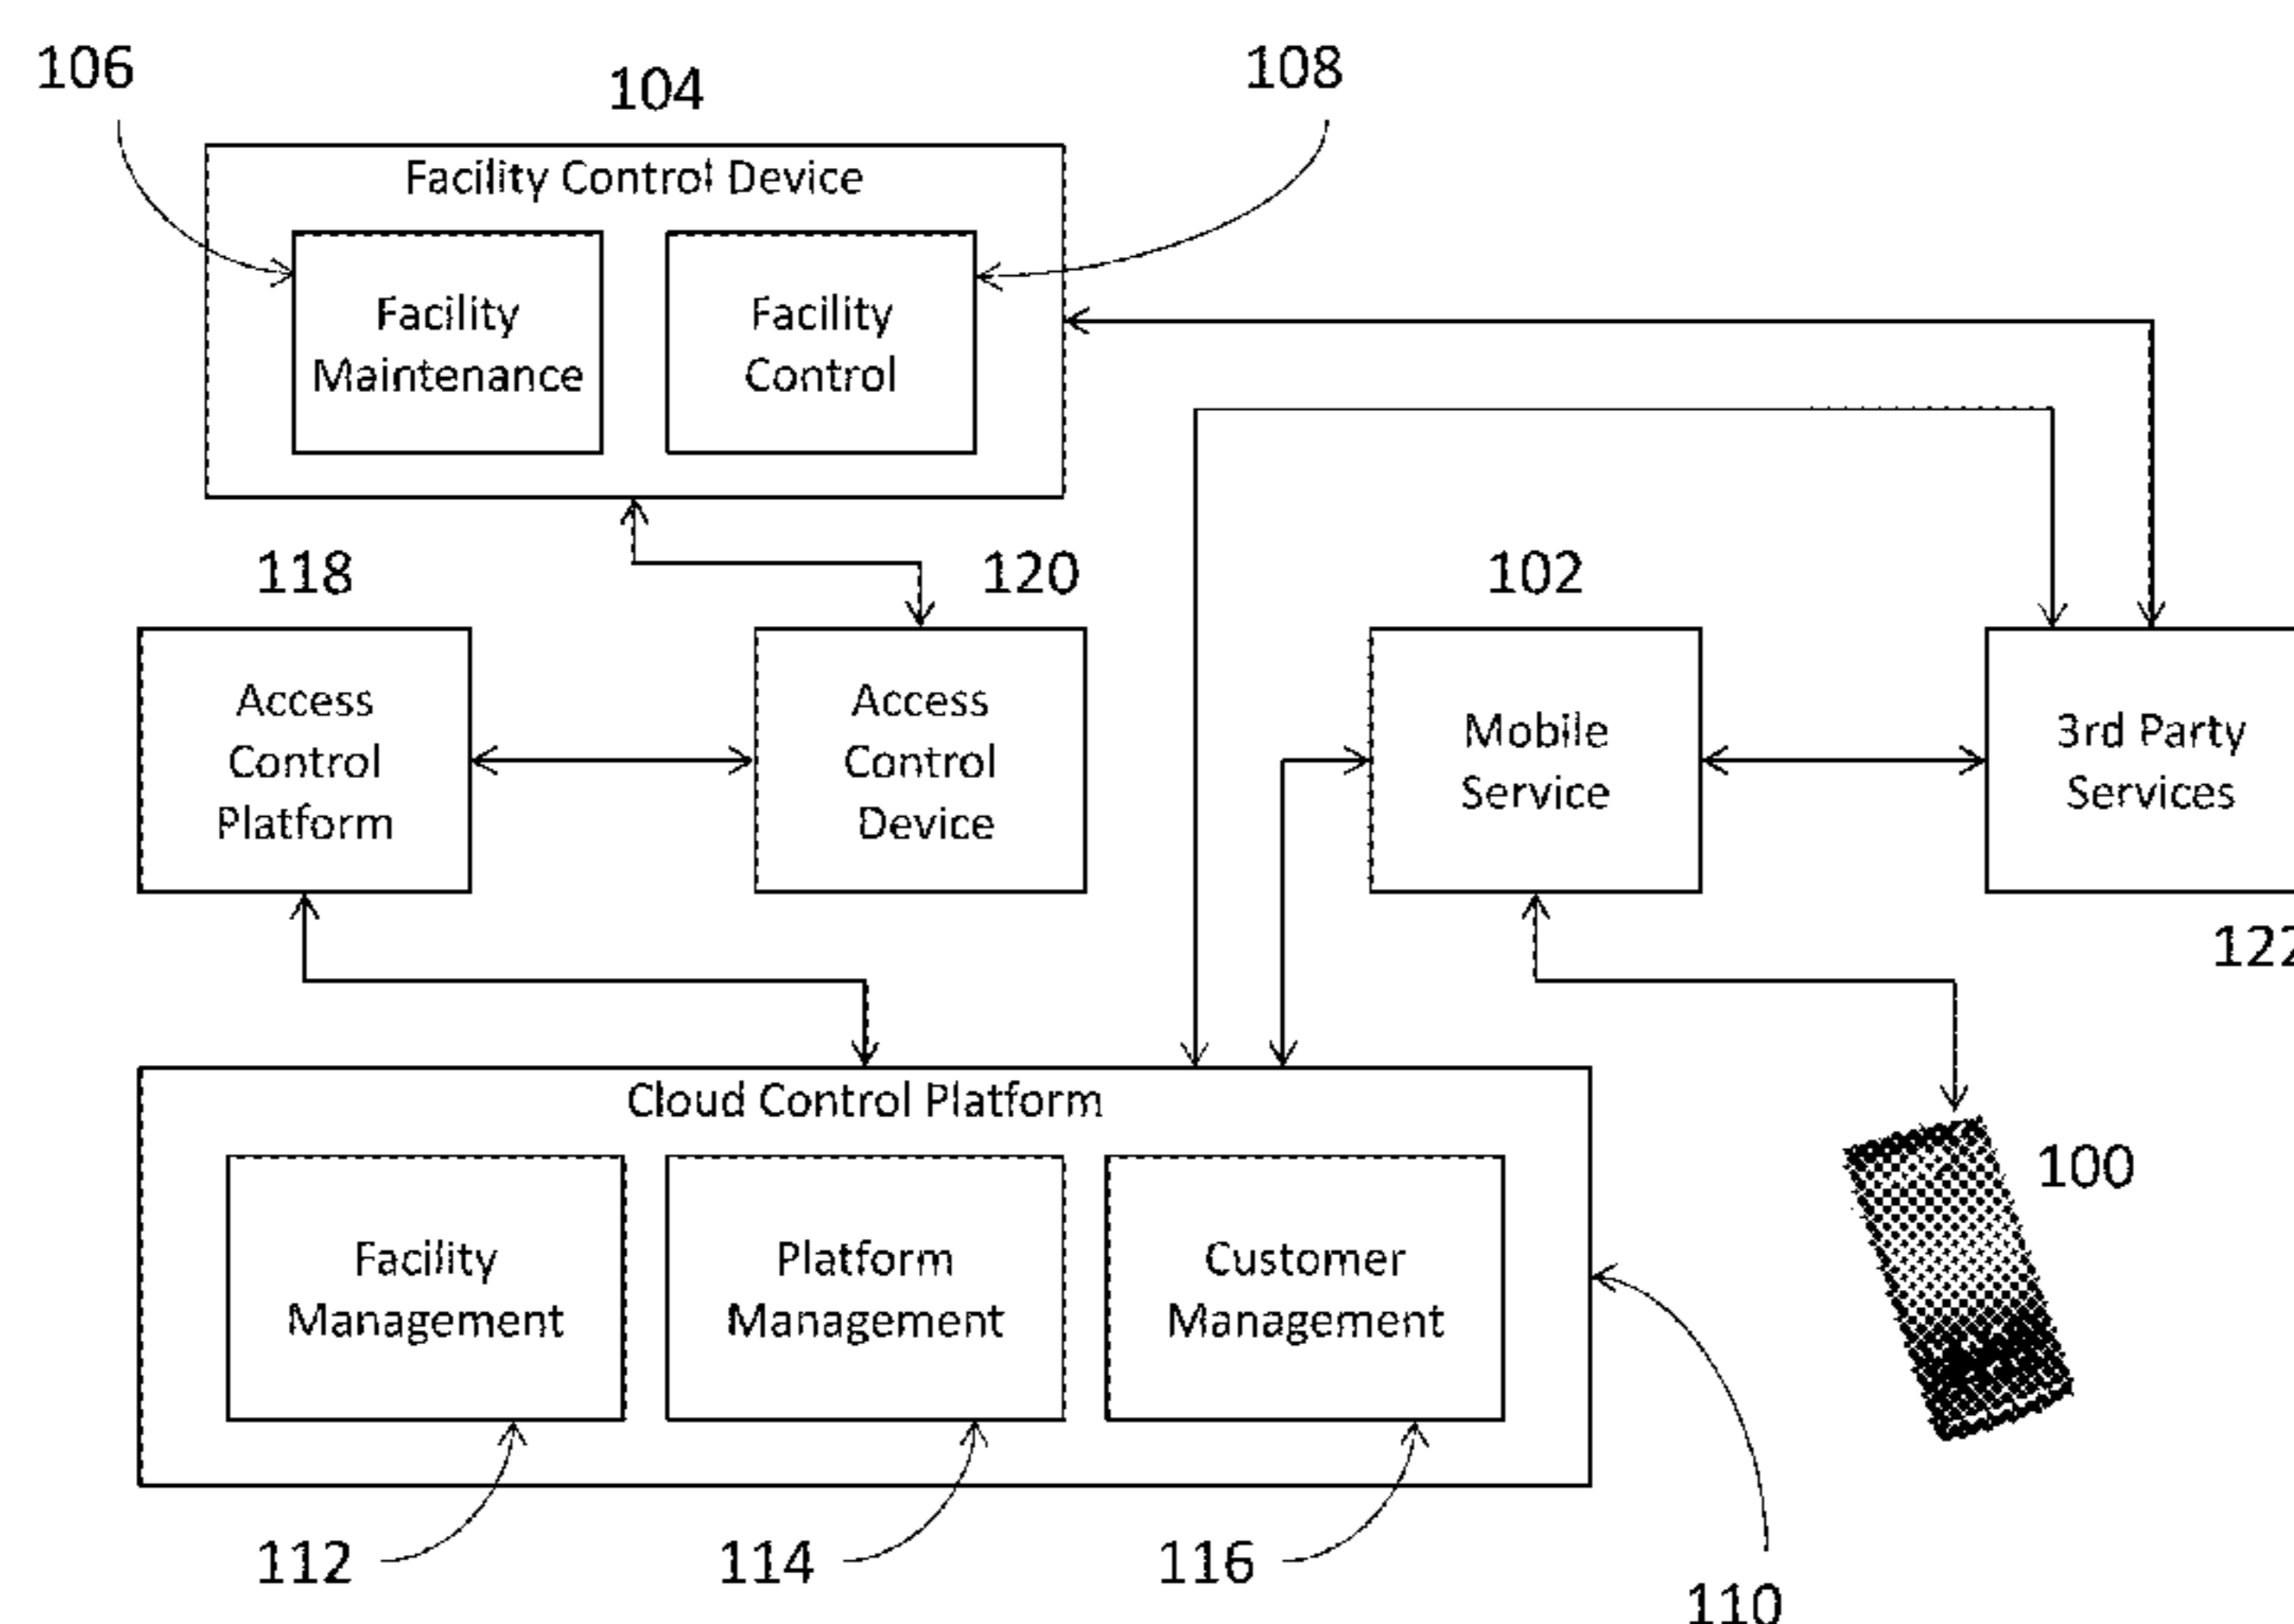 106
104
108
Facility Control Device
Facility
Maintenance
Facility
Control
118
120
102
Access
Control
Platform
Access
Control
Device
Mobile
Service
3rd Party
Services
122
Cloud Control Platform
100
Facility
Management
Platform
Management
Customer
Management
112
114
116
110